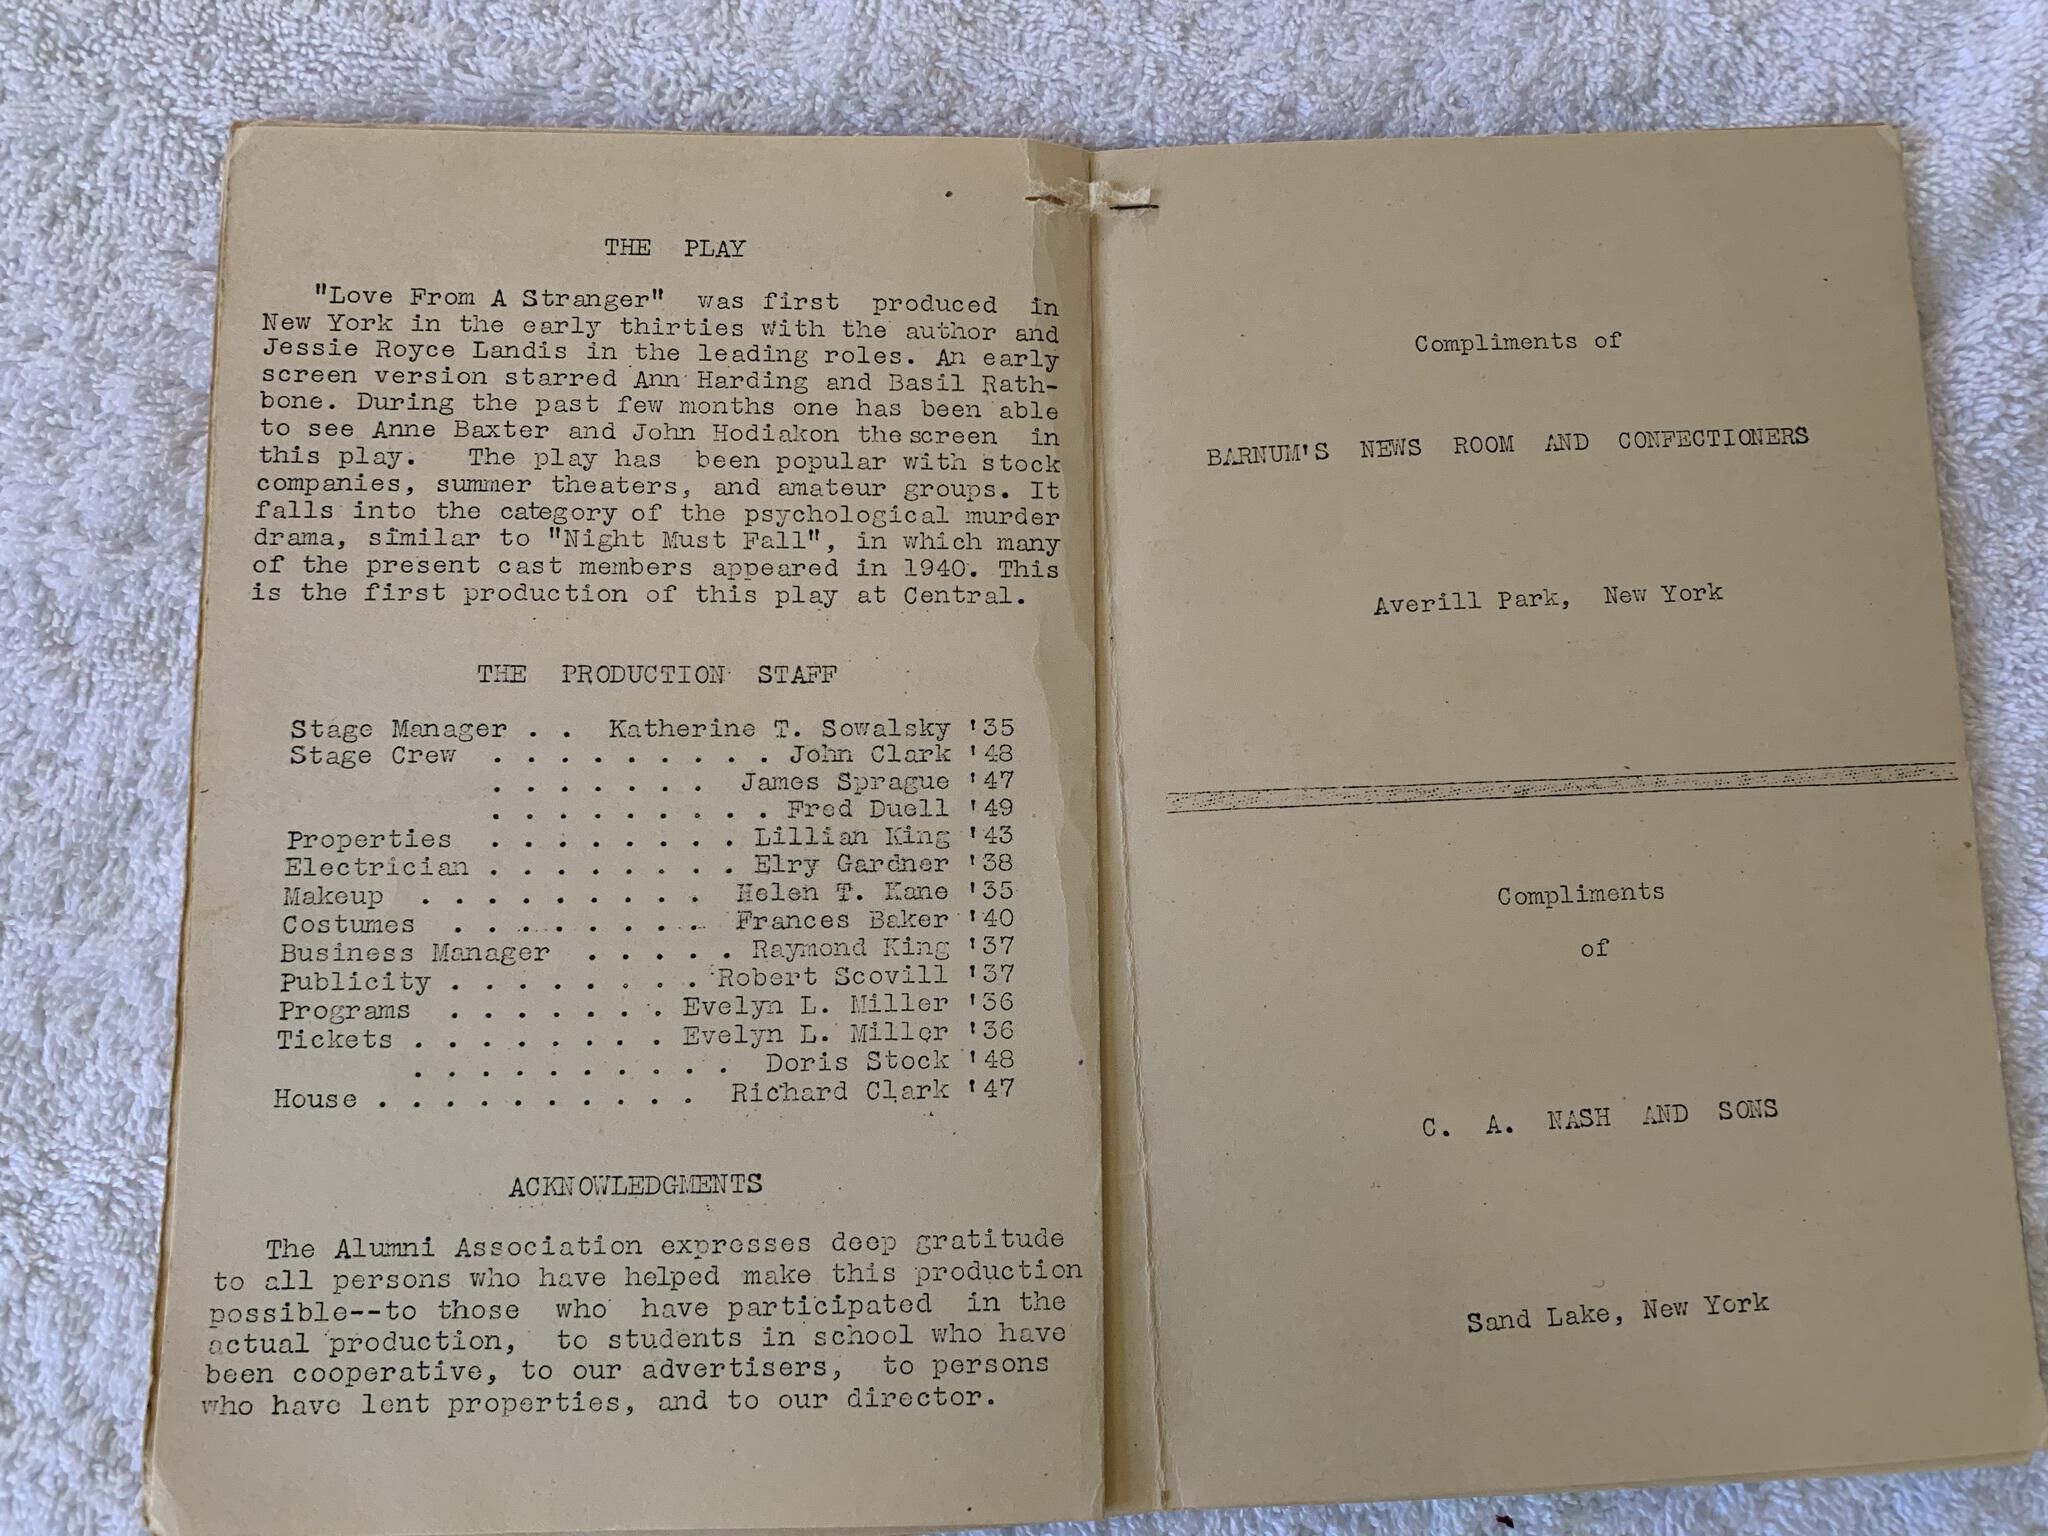 THE PLAY
"Love From A Stranger" was first produced in
New York in the early thirties with the author and
Jessie Royce Landis in the leading roles. An early
screen version starred Ann Harding and Basil Rath-
bone. During the past few months one has been able
to see Anne Baxter and John Hodiakon the screen in
this play. The play has been popular with stock
companies, summer theaters, and amateur groups. It
falls into the category of the psychological murder
drama, similar to "Night Must Fall", in which many
of the present cast members appeared in 1940. This
is the first production of this play at Central.
THE PRODUCTION STAFF
Stage Manager . . Katherine T. Sowalsky '35
Stage Crew . . . . . . . . . John Clark '48
. . . . . . . James Sprague '47
. . . . . . . . . Fred Duell '49
Properties . . . . . . . . Lillian King '43
Electrician . . . . . . . . Elry Gardner '38
Makeup . . . . . . . . . Helen T. Kane '35
Costumes . . . . . . . . Frances Baker '40
Business Manager . . . . . Raymond King '37
Publicity . . . . . . . . Robert Scovill '37
Programs . . . . . . . Evelyn L. Miller '36
Tickets . . . . . . . . Evelyn L. Miller '36
. . . . . . . . . . Doris Stock '48
House . . . . . . . . . . Richard Clark '47
ACKNOWLEDGMENTS
The Alumni Association expresses deep gratitude
to all persons who have helped make this production
possible--to those who have participated in the
actual production, to students in school who have
been cooperative, to our advertisers, to persons
who have lent properties, and to our director.
Compliments of
BARNUM'S NEWS ROOM AND CONFECTIONERS
Averill Park, New York
Compliments
of
C. A. NASH AND SONS
Sand Lake, New York